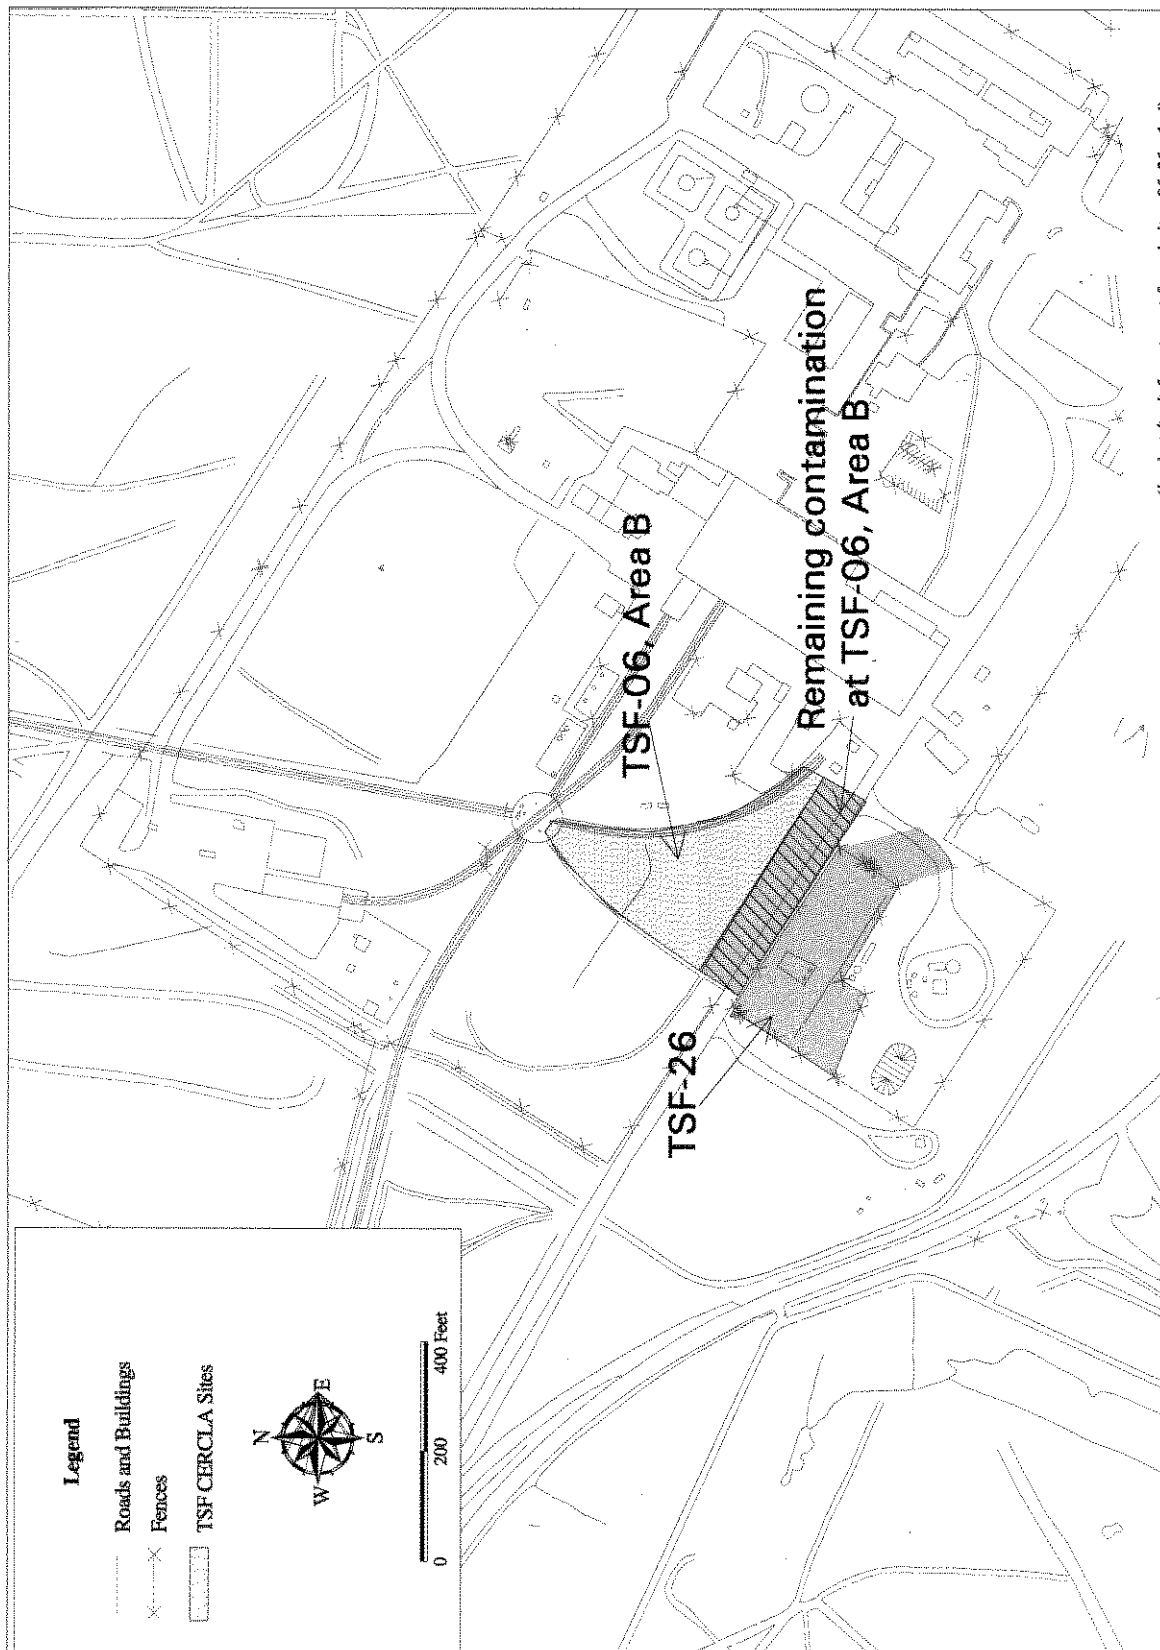 Legend
Roads and Buildings
Fences
TSF CERCLA Sites
N
W
E
S
0
200
400 Feet
TSF-06, Area B
Remaining contamination
at TSF-06, Area B
TSF-26